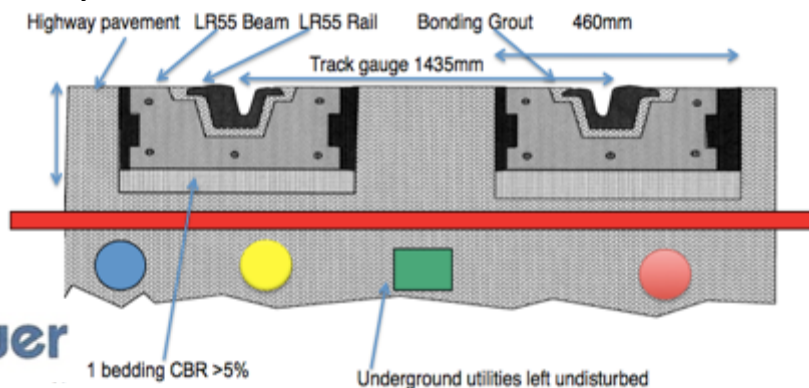 Highway pavement LR55 Beam LR55 Rail Bonding Grout 460mm
Track gauge 1435mm
1 bedding CBR >5%
Underground utilities left undisturbed